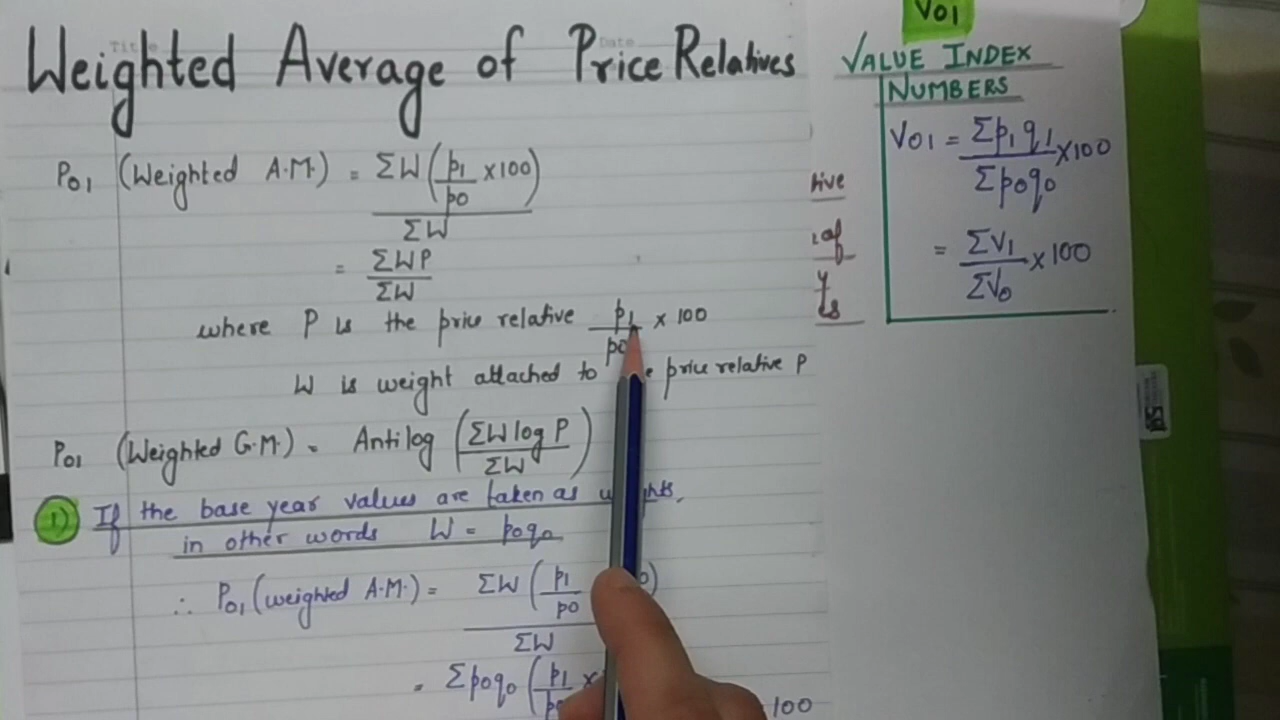 Weighted Average of Price Relatives
P01 (Weighted A.M.) = ΣW(p1/p0 ×100)
ΣW
= ΣWP
ΣW
where P is the price relative p1/p0 × 100
W is weight attached to price relative P
P01 (Weighted G.M.) = Antilog (ΣW log P / ΣW)
1) If the base year values are taken as
in other words W = p0q0
∴ P01 (weighted A.M.) = ΣW (p1/p0
ΣW
= Σp0q0 (p1/p0 ×
100
V01
VALUE INDEX
NUMBERS
V01 = Σp1q1 ×100
Σp0q0
= ΣV1 ×100
ΣV0